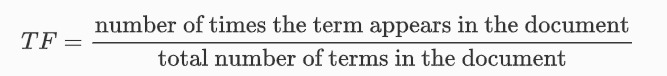 TF = number of times the term appears in the document
total number of terms in the document